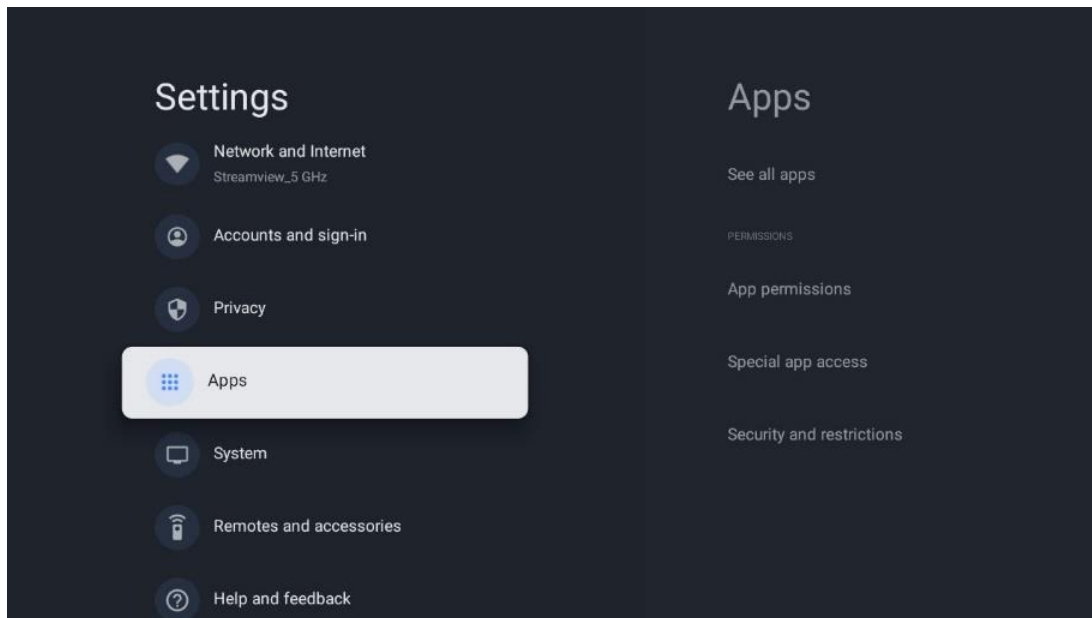 Settings
Network and Internet
Streamview_5 GHz
Accounts and sign-in
Privacy
Apps
System
Remotes and accessories
Help and feedback
Apps
See all apps
PERMISSIONS
App permissions
Special app access
Security and restrictions